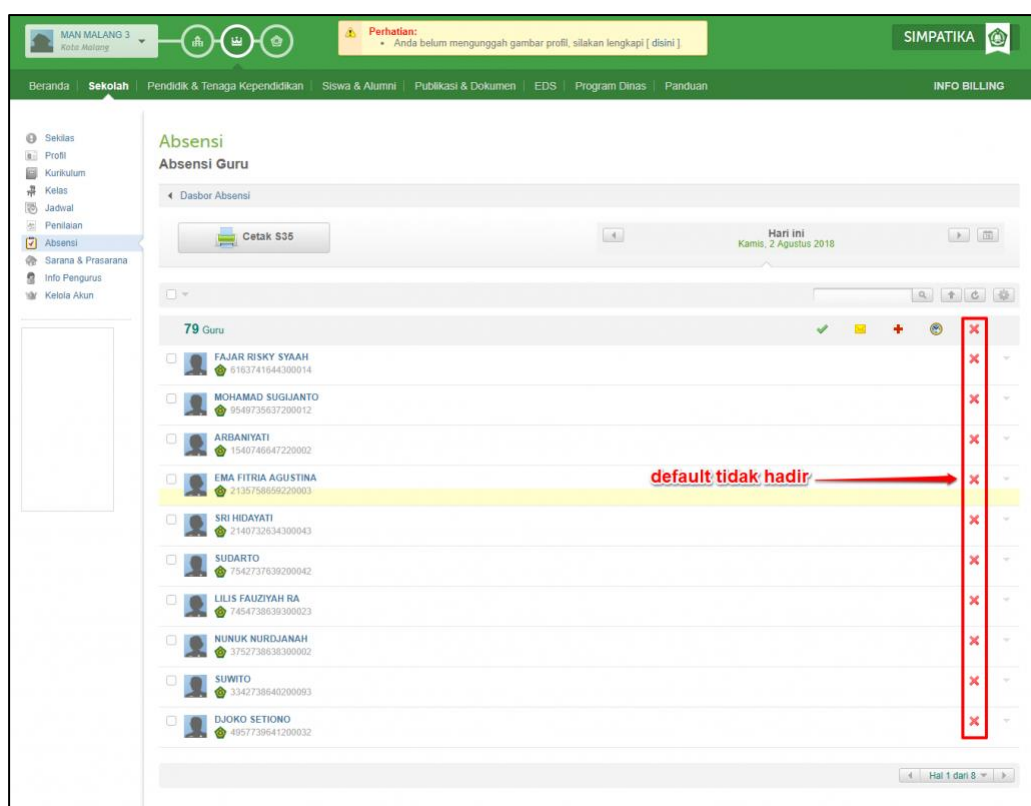 MAN MALANG 3
Kota Malang
Perhatian:
Anda belum mengunggah gambar profil, silakan lengkapi [ disini ].
SIMPATIKA
Beranda Sekolah Pendidik & Tenaga Kependidikan Siswa & Alumni Publikasi & Dokumen EDS Program Dinas Panduan INFO BILLING
Sekilas
Profil
Kurikulum
Kelas
Jadwal
Penilaian
Absensi
Sarana & Prasarana
Info Pengurus
Kelola Akun
Absensi
Absensi Guru
Dasbor Absensi
Cetak S35
Hari ini
Kamis, 2 Agustus 2018
79 Guru
FAJAR RISKY SYAAH
6163741644300014
MOHAMAD SUGIJANTO
9549735637200012
ARBANIYATI
1540746647220002
EMA FITRIA AGUSTINA
2135758659220003
default tidak hadir
SRI HIDAYATI
2140732634300043
SUDARTO
7542737639200042
LILIS FAUZIYAH RA
7454738639300023
NUNUK NURDJANAH
3752738638300002
SUWITO
3342738640200093
DJOKO SETIONO
4957739641200032
Hal 1 dari 8